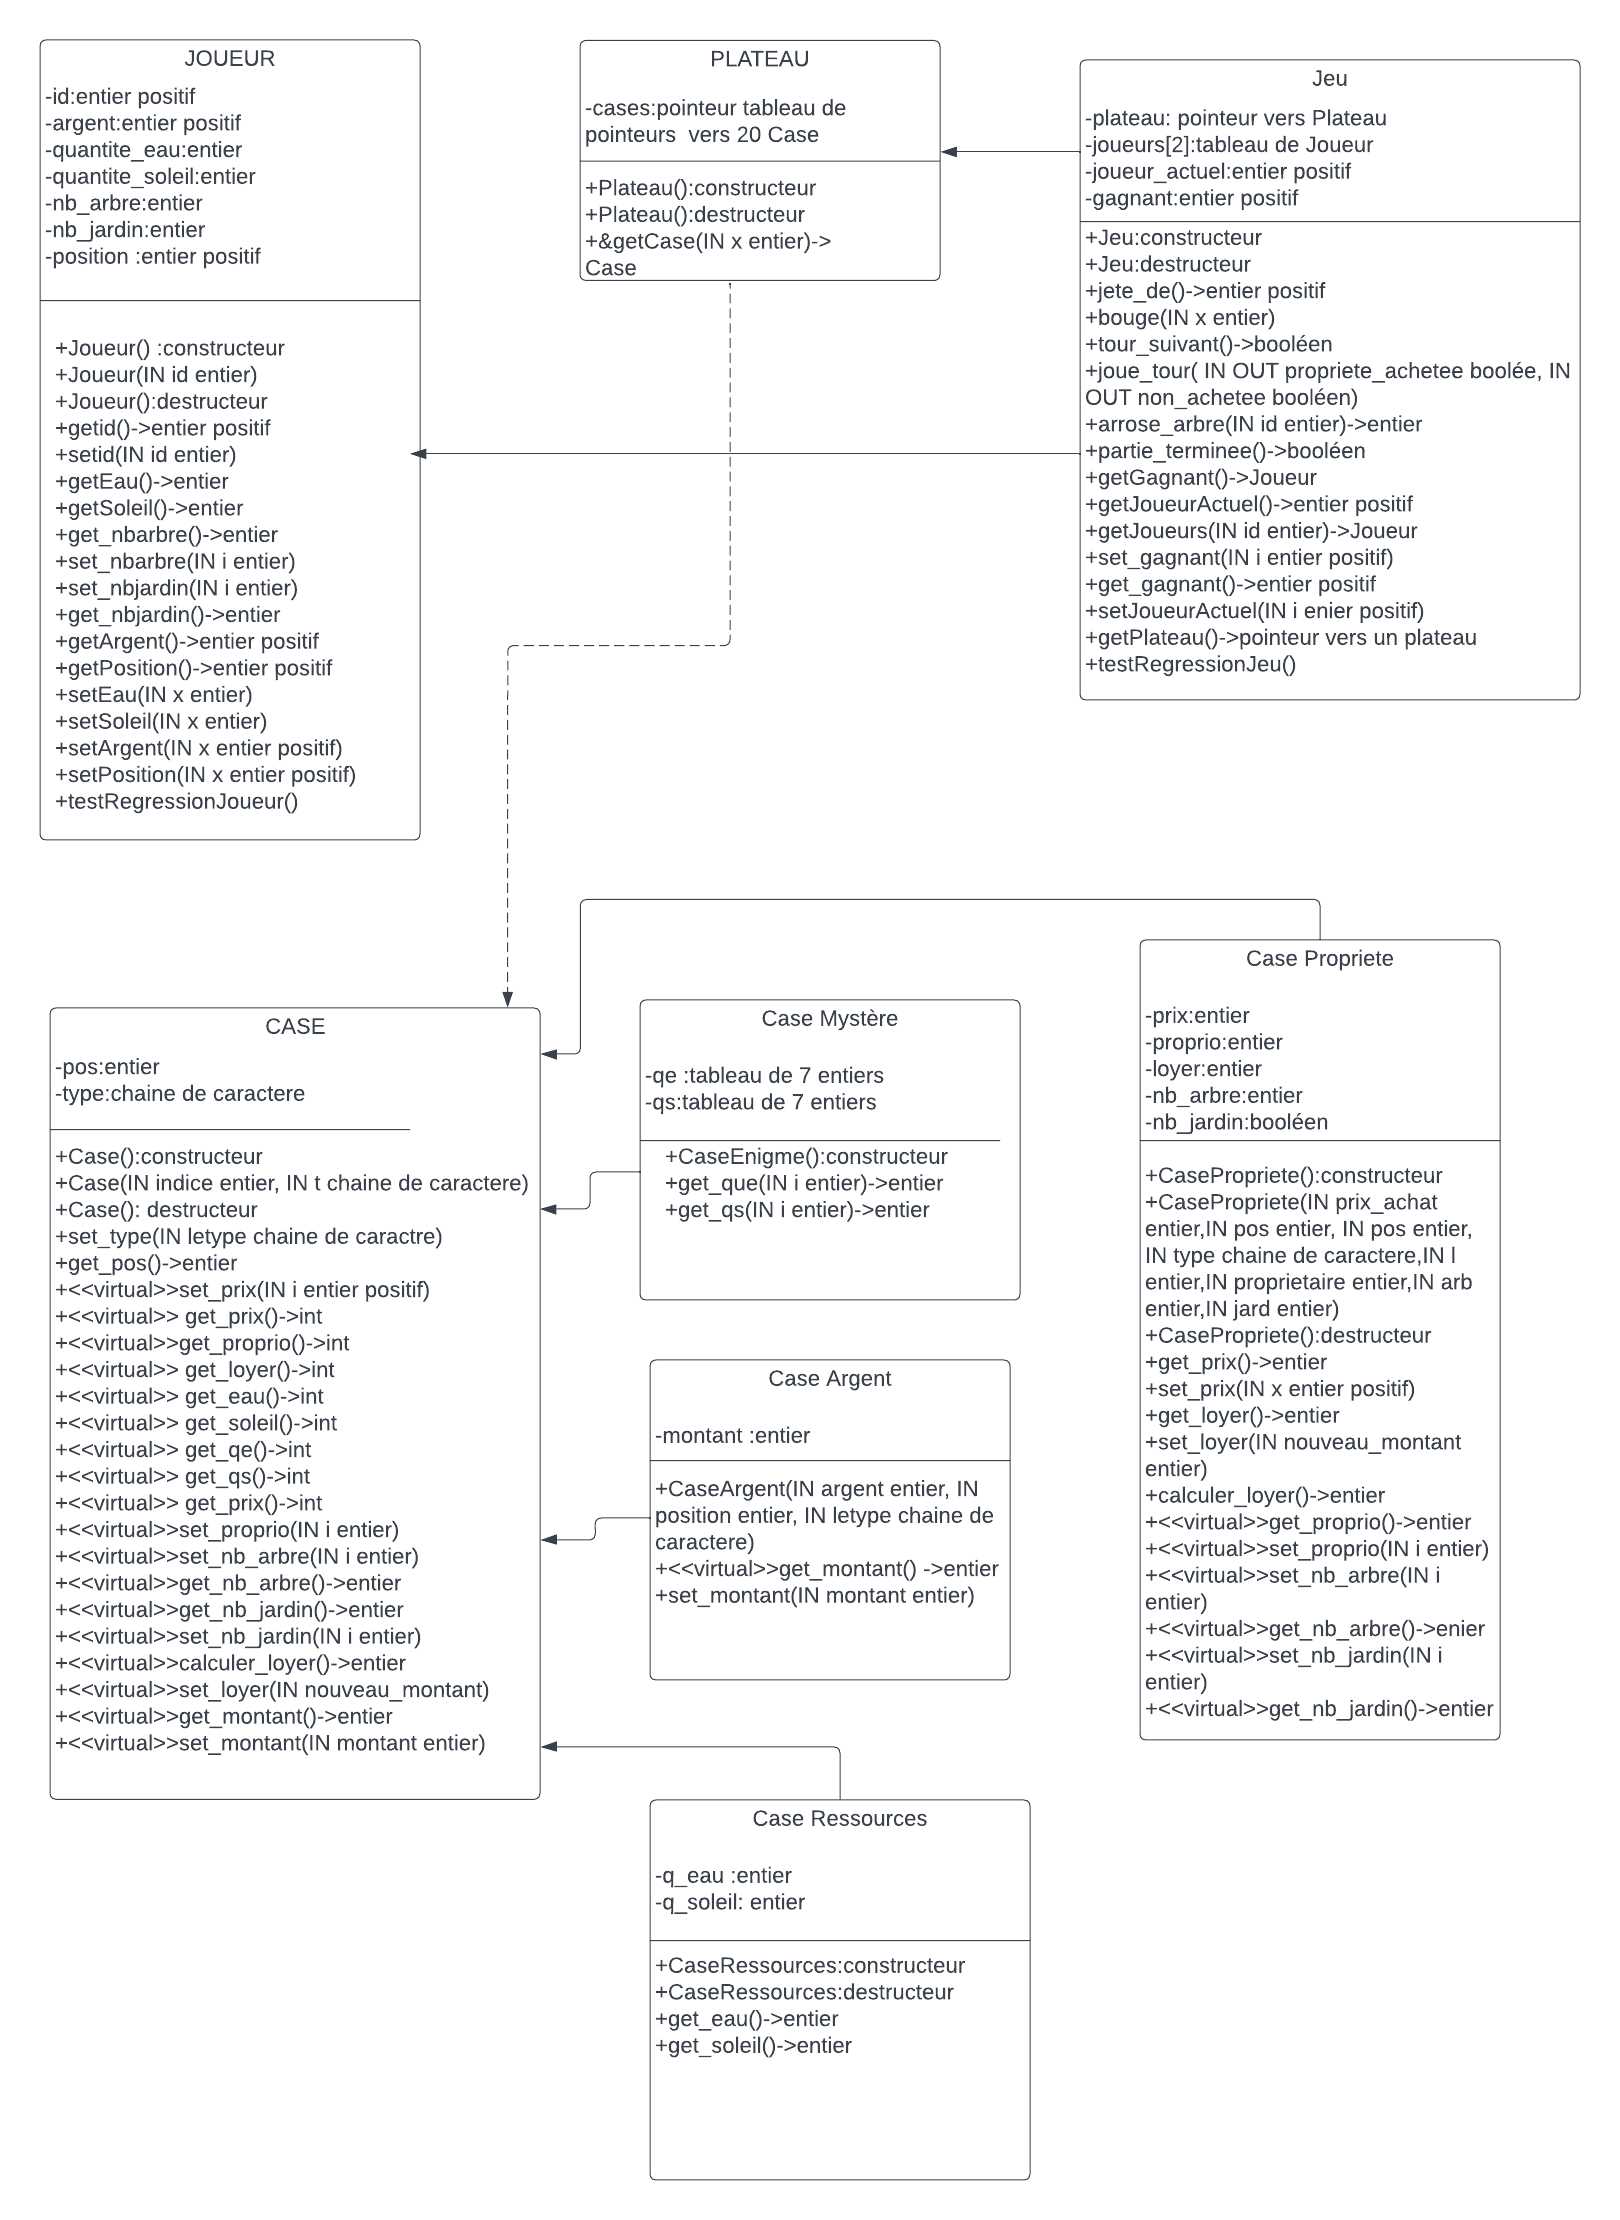 JOUEUR
-id:entier positif
-argent:entier positif
-quantite_eau:entier
-quantite_soleil:entier
-nb_arbre:entier
-nb_jardin:entier
-position :entier positif
+Joueur() :constructeur
+Joueur(IN id entier)
+Joueur():destructeur
+getid()->entier positif
+setid(IN id entier)
+getEau()->entier
+getSoleil()->entier
+get_nbarbre()->entier
+set_nbarbre(IN i entier)
+set_nbjardin(IN i entier)
+get_nbjardin()->entier
+getArgent()->entier positif
+getPosition()->entier positif
+setEau(IN x entier)
+setSoleil(IN x entier)
+setArgent(IN x entier positif)
+setPosition(IN x entier positif)
+testRegressionJoueur()
PLATEAU
-cases:pointeur tableau de
pointeurs  vers 20 Case
+Plateau():constructeur
+Plateau():destructeur
+&getCase(IN x entier)->
Case
Jeu
-plateau: pointeur vers Plateau
-joueurs[2]:tableau de Joueur
-joueur_actuel:entier positif
-gagnant:entier positif
+Jeu:constructeur
+Jeu:destructeur
+jete_de()->entier positif
+bouge(IN x entier)
+tour_suivant()->booléen
+joue_tour( IN OUT propriete_achetee boolée, IN
OUT non_achetee booléen)
+arrose_arbre(IN id entier)->entier
+partie_terminee()->booléen
+getGagnant()->Joueur
+getJoueurActuel()->entier positif
+getJoueurs(IN id entier)->Joueur
+set_gagnant(IN i entier positif)
+get_gagnant()->entier positif
+setJoueurActuel(IN i enier positif)
+getPlateau()->pointeur vers un plateau
+testRegressionJeu()
CASE
-pos:entier
-type:chaine de caractere
+Case():constructeur
+Case(IN indice entier, IN t chaine de caractere)
+Case(): destructeur
+set_type(IN letype chaine de caractre)
+get_pos()->entier
+<<virtual>>set_prix(IN i entier positif)
+<<virtual>> get_prix()->int
+<<virtual>>get_proprio()->int
+<<virtual>> get_loyer()->int
+<<virtual>> get_eau()->int
+<<virtual>> get_soleil()->int
+<<virtual>> get_qe()->int
+<<virtual>> get_qs()->int
+<<virtual>> get_prix()->int
+<<virtual>>set_proprio(IN i entier)
+<<virtual>>set_nb_arbre(IN i entier)
+<<virtual>>get_nb_arbre()->entier
+<<virtual>>get_nb_jardin()->entier
+<<virtual>>set_nb_jardin(IN i entier)
+<<virtual>>calculer_loyer()->entier
+<<virtual>>set_loyer(IN nouveau_montant)
+<<virtual>>get_montant()->entier
+<<virtual>>set_montant(IN montant entier)
Case Mystère
-qe :tableau de 7 entiers
-qs:tableau de 7 entiers
+CaseEnigme():constructeur
+get_que(IN i entier)->entier
+get_qs(IN i entier)->entier
Case Argent
-montant :entier
+CaseArgent(IN argent entier, IN
position entier, IN letype chaine de
caractere)
+<<virtual>>get_montant() ->entier
+set_montant(IN montant entier)
Case Propriete
-prix:entier
-proprio:entier
-loyer:entier
-nb_arbre:entier
-nb_jardin:booléen
+CasePropriete():constructeur
+CasePropriete(IN prix_achat
entier,IN pos entier, IN pos entier,
IN type chaine de caractere,IN l
entier,IN proprietaire entier,IN arb
entier,IN jard entier)
+CasePropriete():destructeur
+get_prix()->entier
+set_prix(IN x entier positif)
+get_loyer()->entier
+set_loyer(IN nouveau_montant
entier)
+calculer_loyer()->entier
+<<virtual>>get_proprio()->entier
+<<virtual>>set_proprio(IN i entier)
+<<virtual>>set_nb_arbre(IN i
entier)
+<<virtual>>get_nb_arbre()->enier
+<<virtual>>set_nb_jardin(IN i
entier)
+<<virtual>>get_nb_jardin()->entier
Case Ressources
-q_eau :entier
-q_soleil: entier
+CaseRessources:constructeur
+CaseRessources:destructeur
+get_eau()->entier
+get_soleil()->entier